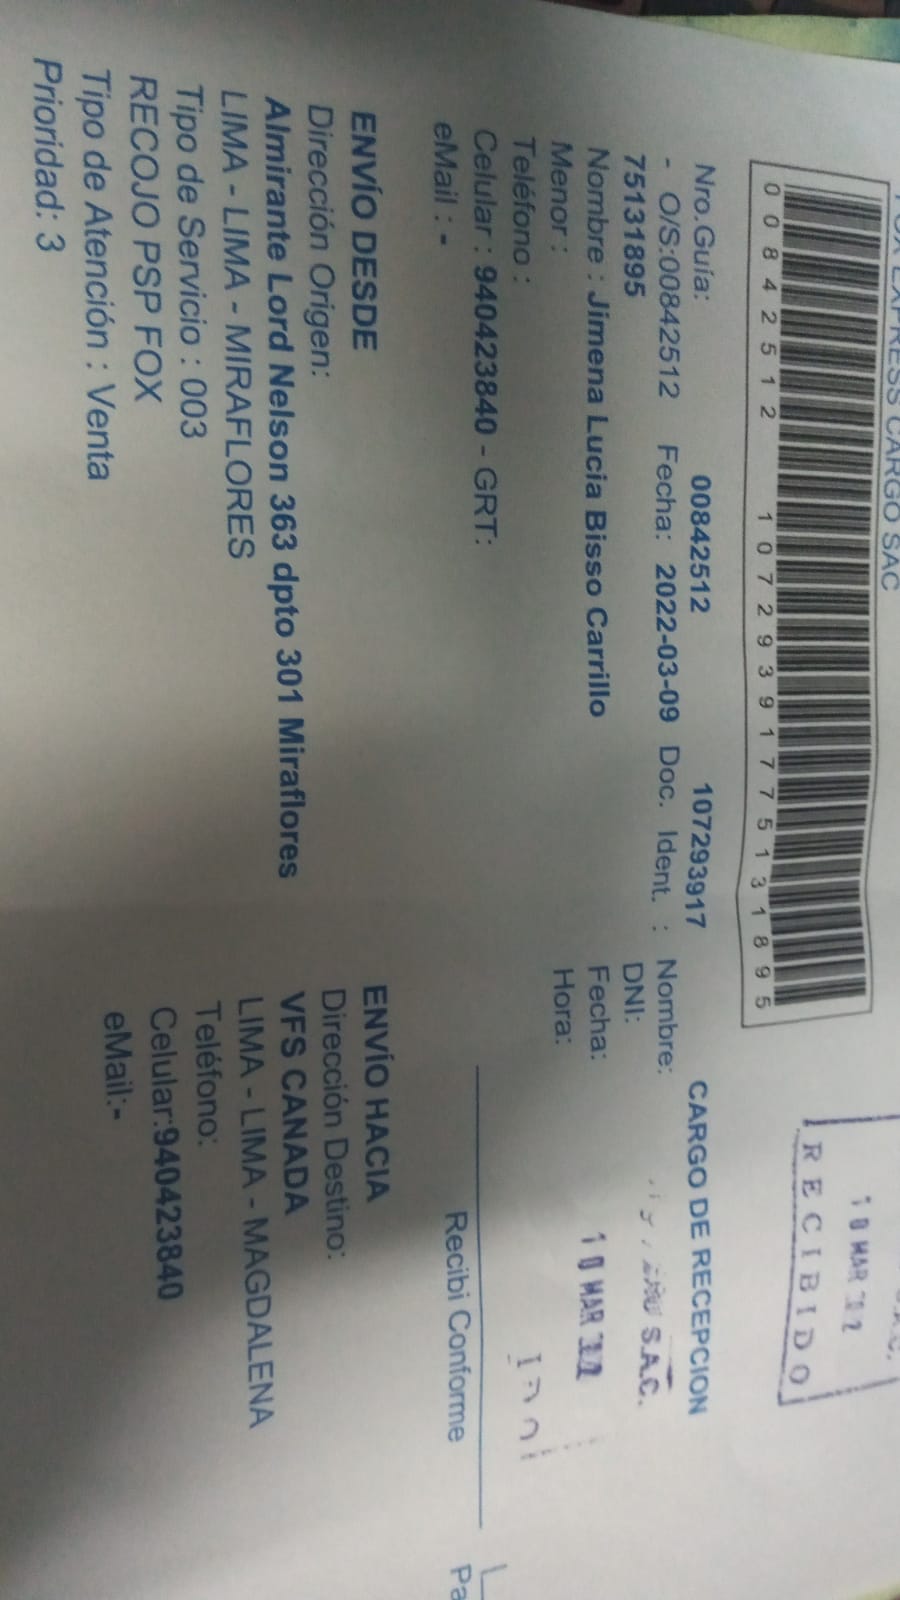 FOX EXPRESS CARGO SAC
0 0 8 4 2 5 1 2 1 0 7 2 9 3 9 1 7 7 5 1 3 1 8 9 5
10 MAR
RECIBIDO
Nro.Guía: 00842512 107293917
- O/S:00842512 Fecha: 2022-03-09 Doc. Ident. :
75131895
Nombre : Jimena Lucia Bisso Carrillo
Menor :
Teléfono :
Celular : 940423840 - GRT:
eMail : -
CARGO DE RECEPCION
Nombre: S.A.C.
DNI:
Fecha: 10 MAR
Hora:
Recibi Conforme
Pa
ENVÍO DESDE
Dirección Origen:
Almirante Lord Nelson 363 dpto 301 Miraflores
LIMA - LIMA - MIRAFLORES
Tipo de Servicio : 003
RECOJO PSP FOX
Tipo de Atención : Venta
Prioridad: 3
ENVÍO HACIA
Dirección Destino:
VFS CANADA
LIMA - LIMA - MAGDALENA
Teléfono:
Celular:940423840
eMail:-